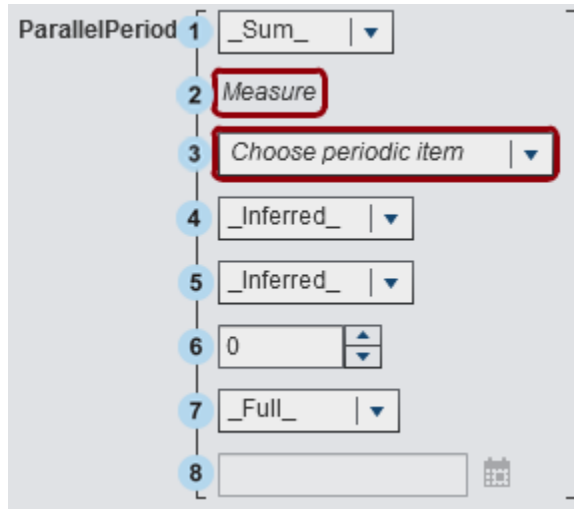 ParallelPeriod 1 _Sum_
2 Measure
3 Choose periodic item
4 _Inferred_
5 _Inferred_
6 0
7 _Full_
8